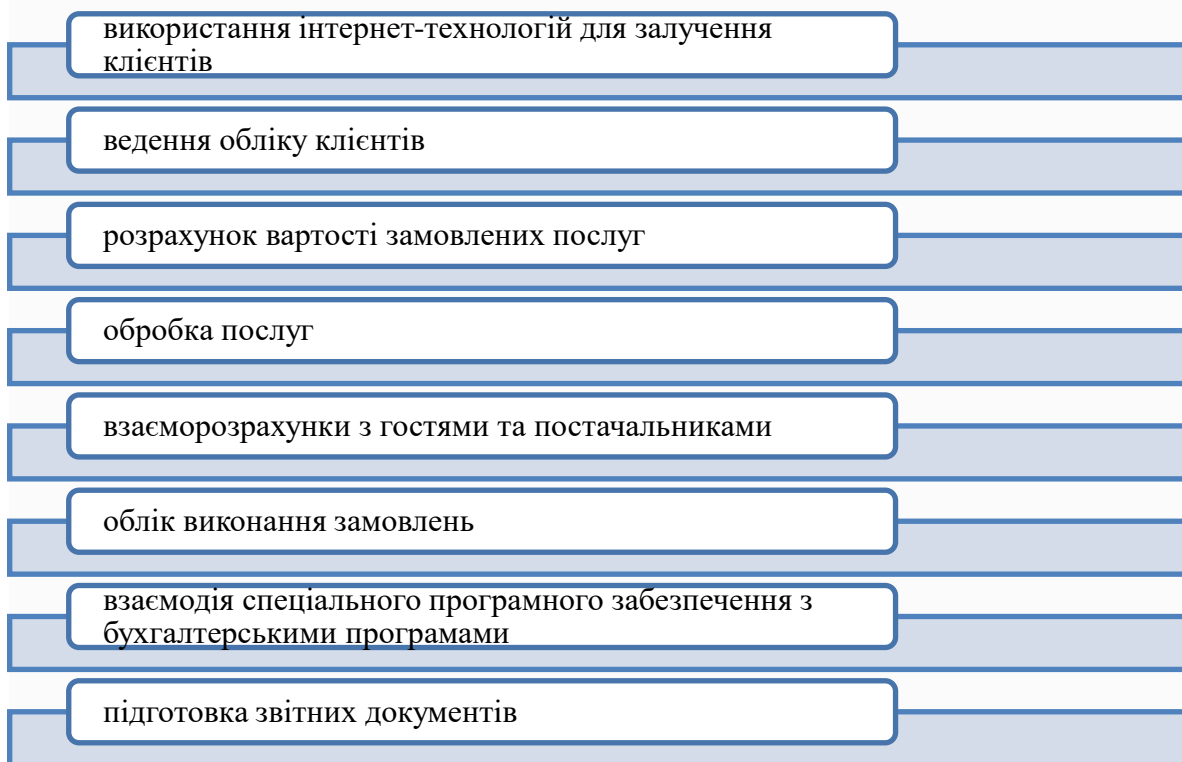 використання інтернет-технологій для залучення
клієнтів
ведення обліку клієнтів
розрахунок вартості замовлених послуг
обробка послуг
взаєморозрахунки з гостями та постачальниками
облік виконання замовлень
взаємодія спеціального програмного забезпечення з
бухгалтерськими програмами
підготовка звітних документів